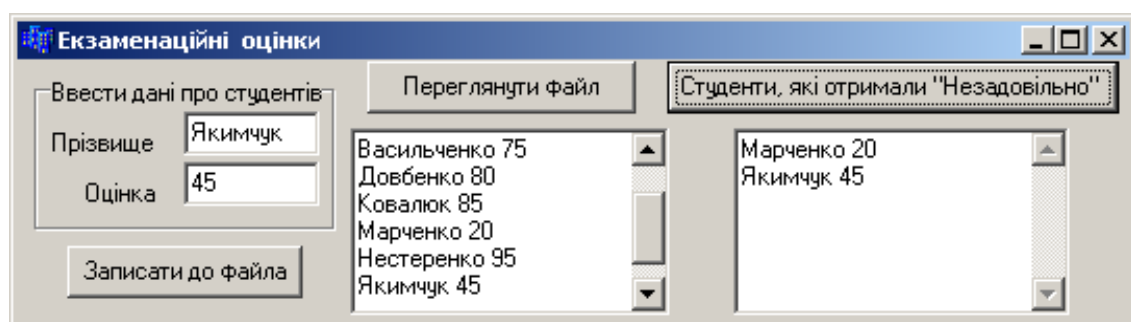 Екзаменаційні оцінки
Ввести дані про студентів
Прізвище
Якимчук
Оцінка
45
Записати до файла
Переглянути файл
Васильченко 75
Довбенко 80
Ковалюк 85
Марченко 20
Нестеренко 95
Якимчук 45
Студенти, які отримали "Незадовільно"
Марченко 20
Якимчук 45